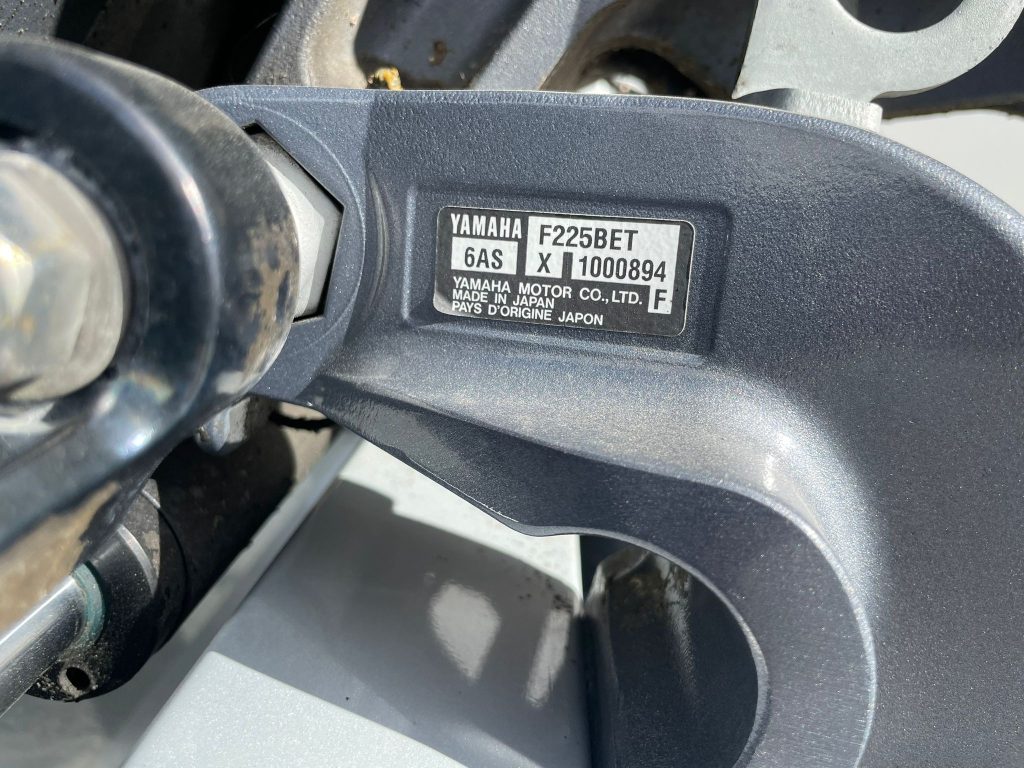 YAMAHA F225BET
6AS X 1000894
YAMAHA MOTOR CO., LTD. F
MADE IN JAPAN
PAYS D'ORIGINE JAPON